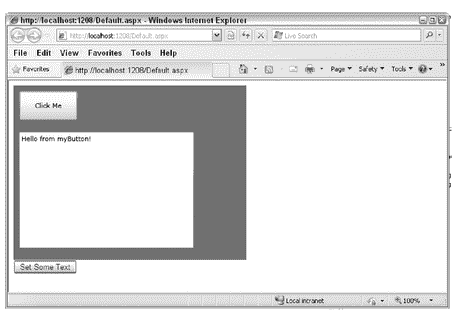 http://localhost:1208/Default.aspx - Windows Internet Explorer
http://localhost:1208/Default.aspx
Live Search
File Edit View Favorites Tools Help
Favorites http://localhost:1208/Default.aspx Page Safety Tools
Click Me
Hello from myButton!
Set Some Text
Local intranet 100%